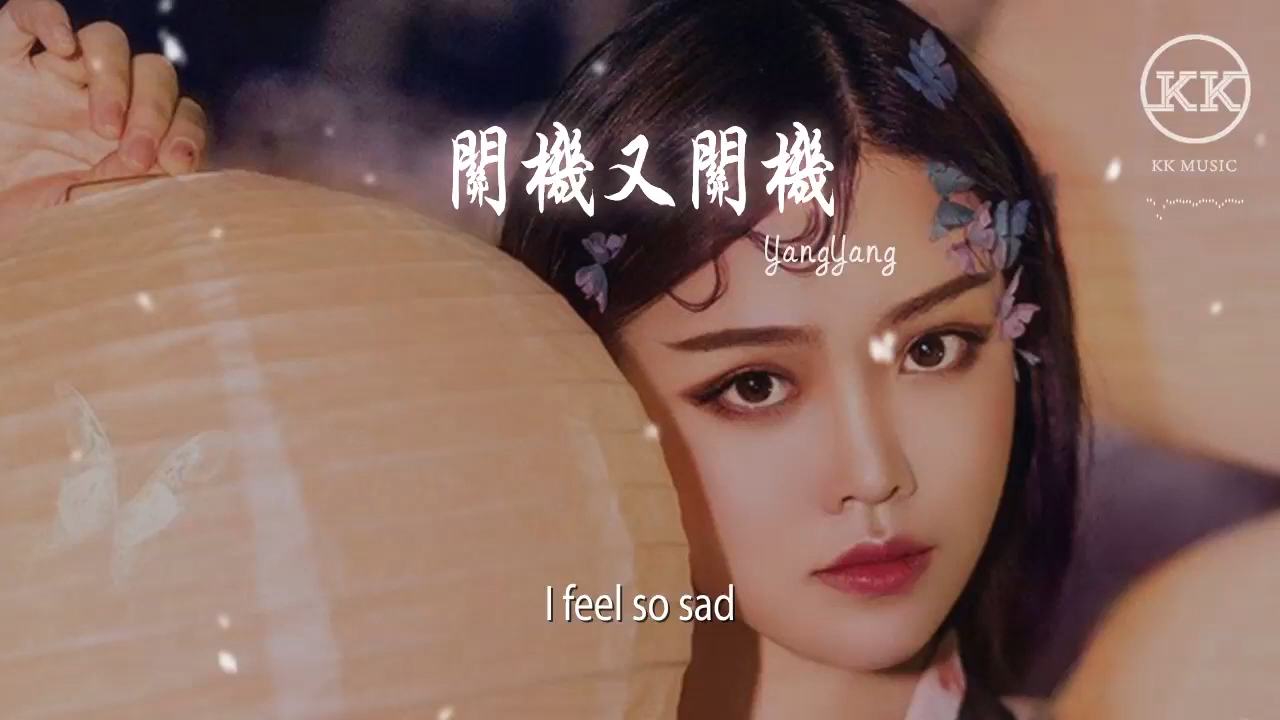 KK
KK MUSIC
關機又關機
YangYang
I feel so sad